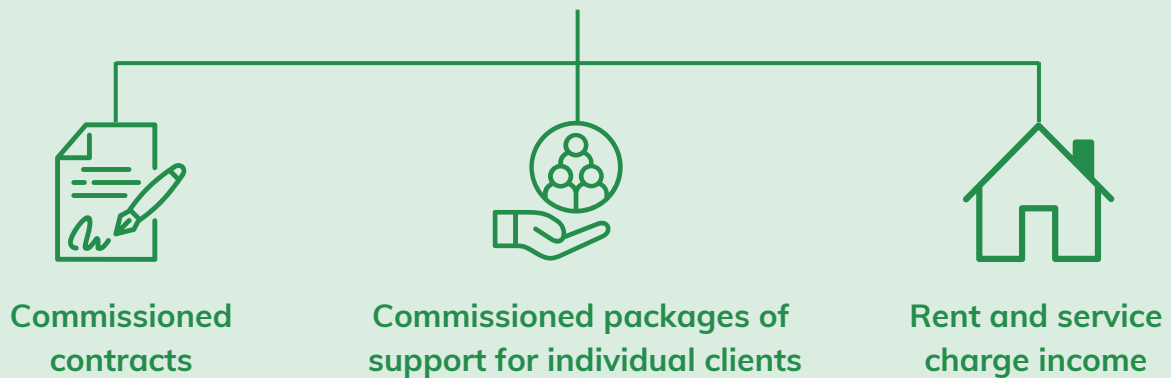 Commissioned
contracts
Commissioned packages of
support for individual clients
Rent and service
charge income